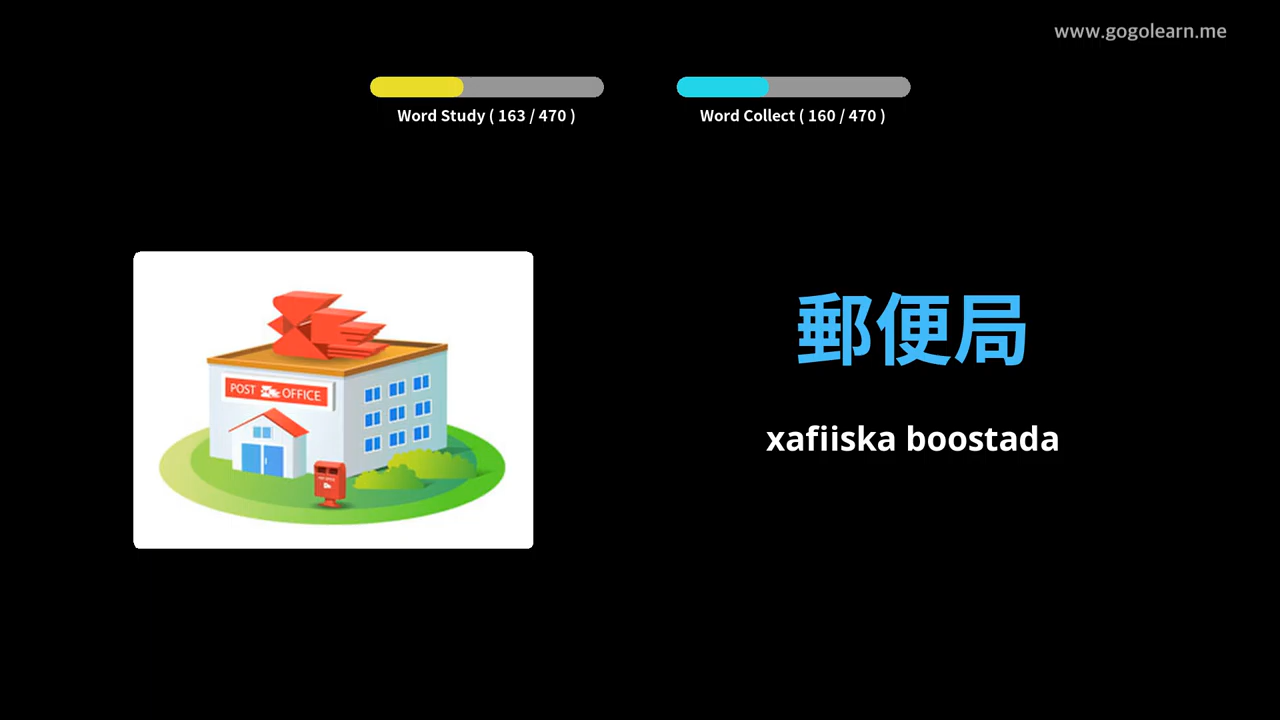 www.gogolearn.me
Word Study ( 163 / 470 )
Word Collect ( 160 / 470 )
POST OFFICE
郵便局
xafiiska boostada